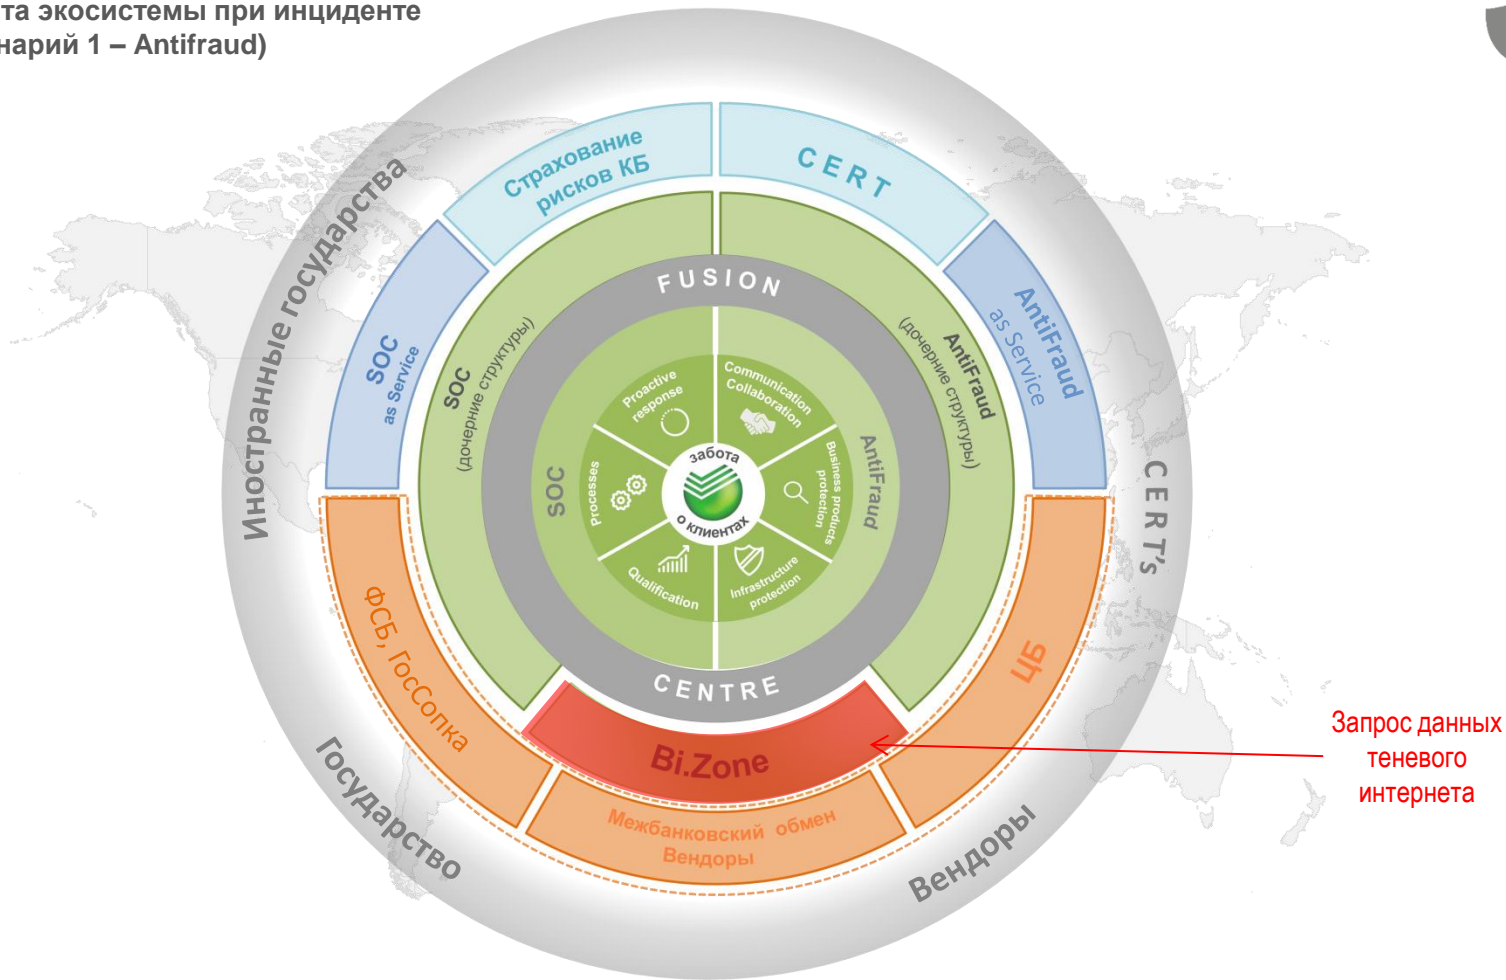 та экосистемы при инциденте
нарий 1 – Antifraud)
Страхование
рисков КБ
CERT
Иностранные государства
SOC
as Service
SOC
(дочерние структуры)
FUSION
AntiFraud
(дочерние структуры)
AntiFraud
as Service
CERT's
SOC
AntiFraud
Proactive
response
Communication
Collaboration
Processes
Business products
protection
Qualification
Infrastructure
protection
забота
о клиентах
CENTRE
ФСБ, ГосСопка
ЦБ
Bi.Zone
Межбанковский обмен
Вендоры
Государство
Вендоры
Запрос данных
теневого
интернета